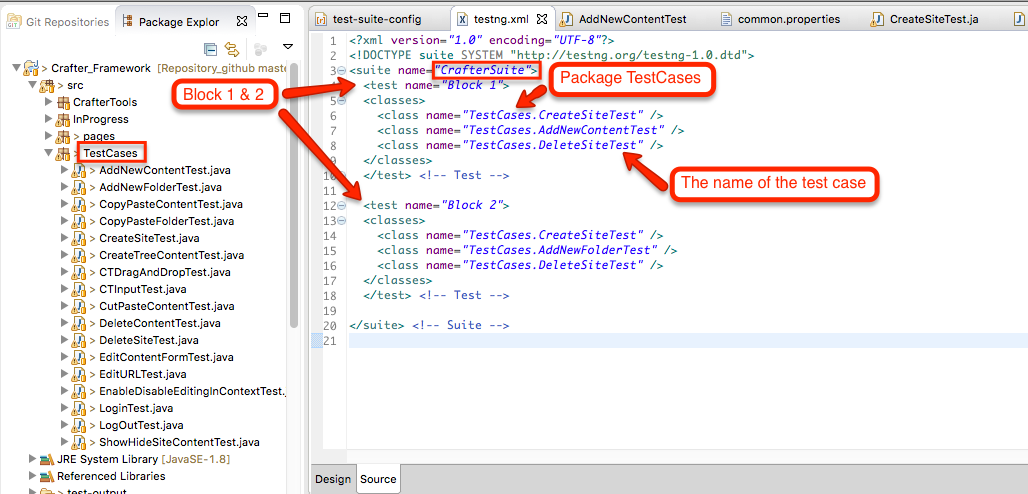 Git Repositories
Package Explor
Crafter_Framework [Repository_github mast
src
CrafterTools
InProgress
pages
TestCases
AddNewContentTest.java
AddNewFolderTest.java
CopyPasteContentTest.java
CopyPasteFolderTest.java
CreateSiteTest.java
CreateTreeContentTest.java
CTDragAndDropTest.java
CTInputTest.java
CutPasteContentTest.java
DeleteContentTest.java
DeleteSiteTest.java
EditContentFormTest.java
EditURLTest.java
EnableDisableEditingInContextTest.
LoginTest.java
LogOutTest.java
ShowHideSiteContentTest.java
JRE System Library [JavaSE-1.8]
Referenced Libraries
test-output
Block 1 & 2
test-suite-config
testng.xml
AddNewContentTest
common.properties
CreateSiteTest.ja
1 <?xml version="1.0" encoding="UTF-8"?>
2 <!DOCTYPE suite SYSTEM "http://testng.org/testng-1.0.dtd">
3 <suite name="CrafterSuite">
4 <test name="Block 1">
5 <classes>
6 <class name="TestCases.CreateSiteTest" />
7 <class name="TestCases.AddNewContentTest" />
8 <class name="TestCases.DeleteSiteTest" />
9 </classes>
10 </test> <!-- Test -->
11
12 <test name="Block 2">
13 <classes>
14 <class name="TestCases.CreateSiteTest" />
15 <class name="TestCases.AddNewFolderTest" />
16 <class name="TestCases.DeleteSiteTest" />
17 </classes>
18 </test> <!-- Test -->
19
20 </suite> <!-- Suite -->
21
Package TestCases
The name of the test case
Design
Source